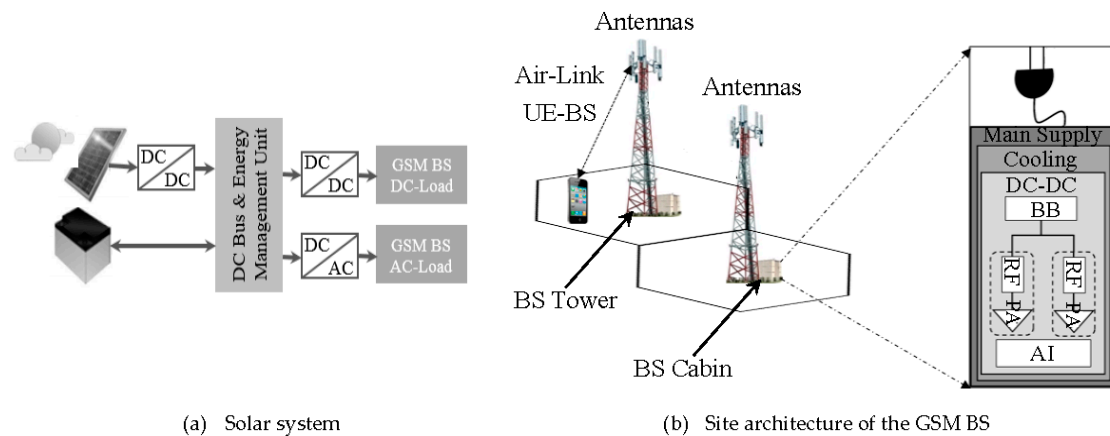 DC
DC
DC Bus & Energy
Management Unit
DC
DC
GSM BS
DC-Load
DC
AC
GSM BS
AC-Load
(a) Solar system
Antennas
Air-Link
UE-BS
Antennas
BS Tower
BS Cabin
Main Supply
Cooling
DC-DC
BB
RF
PA
RF
PA
AI
(b) Site architecture of the GSM BS